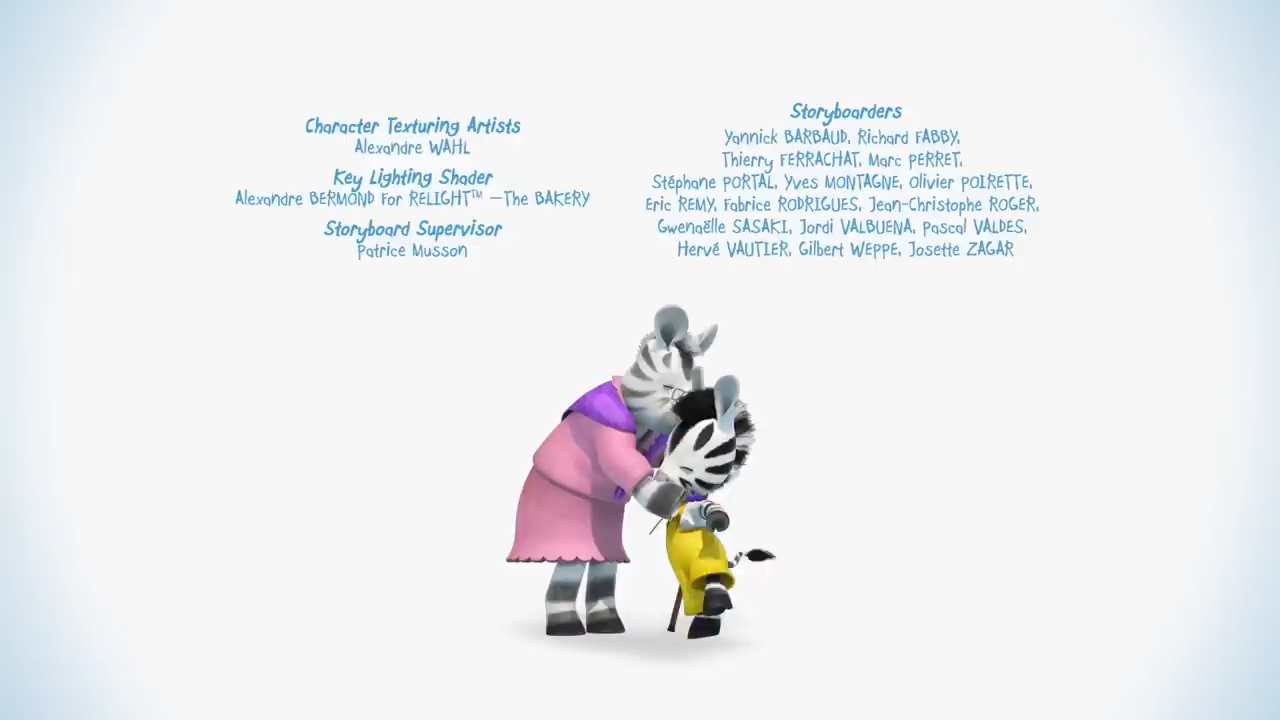 Character Texturing Artists
Alexandre WAHL
Key Lighting Shader
Alexandre BERMOND For RELIGHT™ —The BAKERY
Storyboard Supervisor
Patrice Musson
Storyboarders
Yannick BARBAUD, Richard FABBY,
Thierry FERRACHAT, Marc PERRET,
Stéphane PORTAL, Yves MONTAGNE, Olivier POIRETTE,
Eric REMY, Fabrice RODRIGUES, Jean-Christophe ROGER,
Gwenaëlle SASAKI, Jordi VALBUENA, Pascal VALDES,
Hervé VAUTIER, Gilbert WEPPE, Josette ZAGAR